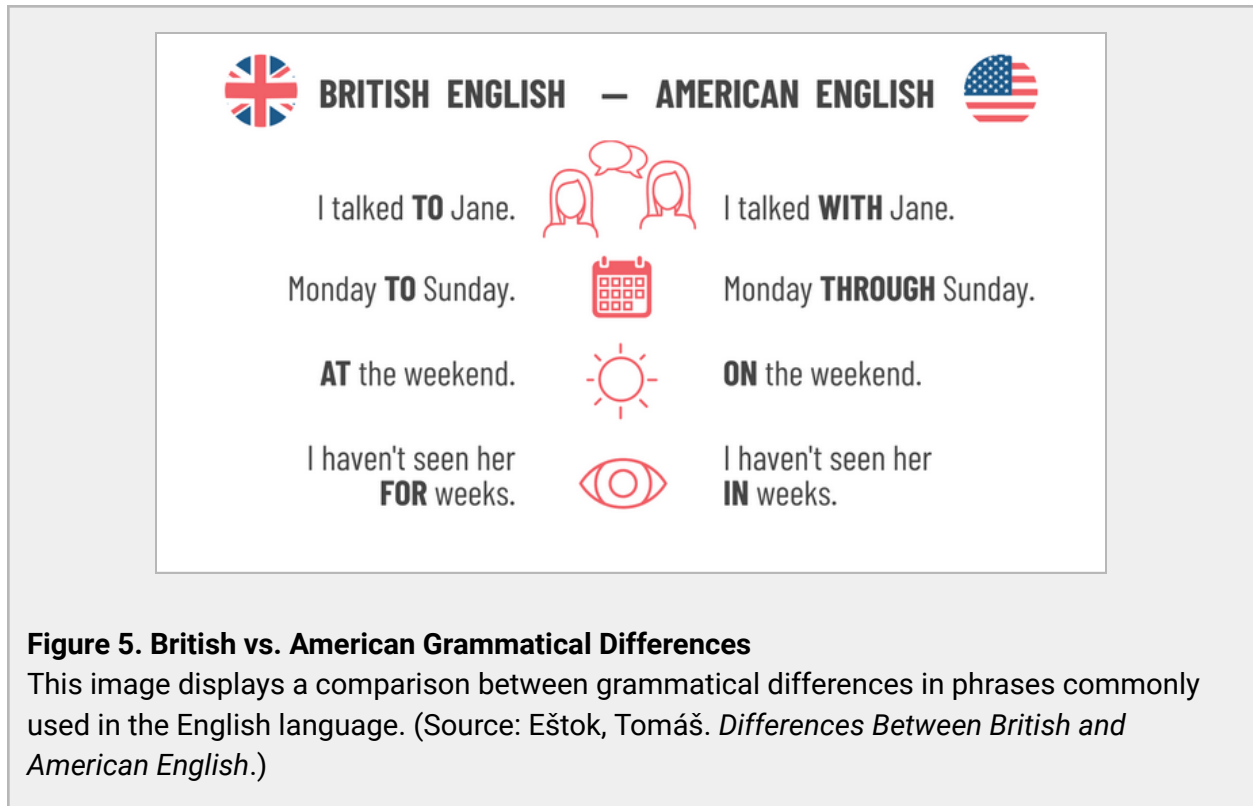 BRITISH ENGLISH — AMERICAN ENGLISH
I talked TO Jane.
I talked WITH Jane.
Monday TO Sunday.
Monday THROUGH Sunday.
AT the weekend.
ON the weekend.
I haven't seen her
FOR weeks.
I haven't seen her
IN weeks.
Figure 5. British vs. American Grammatical Differences
This image displays a comparison between grammatical differences in phrases commonly
used in the English language. (Source: Eštok, Tomáš. Differences Between British and
American English.)